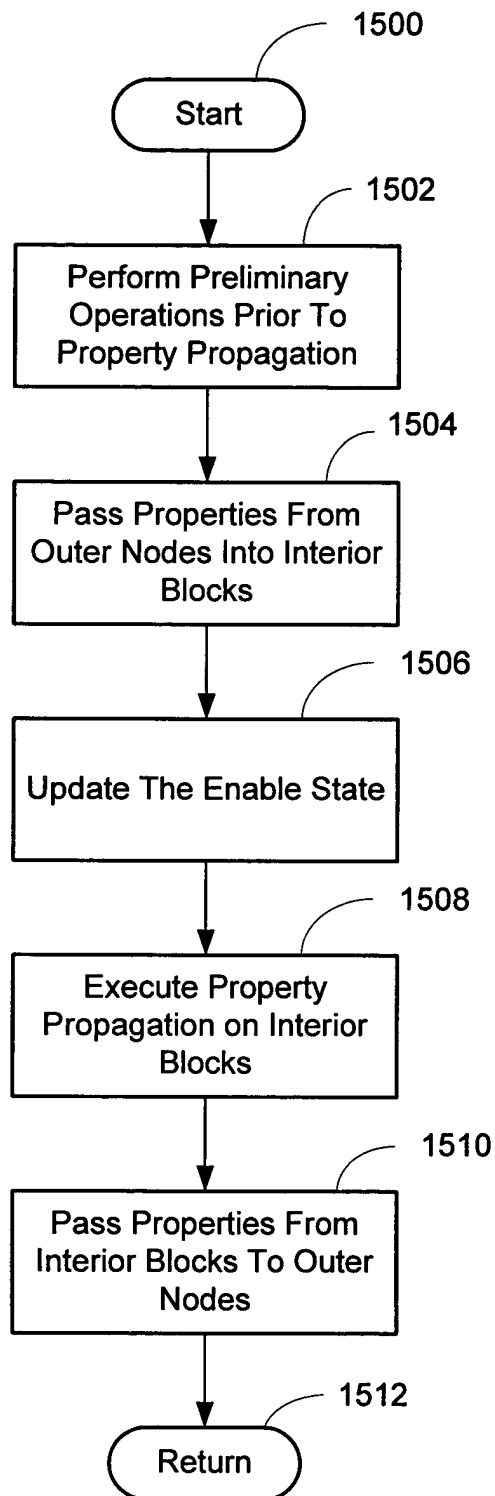 1500
Start
1502
Perform Preliminary
Operations Prior To
Property Propagation
1504
Pass Properties From
Outer Nodes Into Interior
Blocks
1506
Update The Enable State
1508
Execute Property
Propagation on Interior
Blocks
1510
Pass Properties From
Interior Blocks To Outer
Nodes
1512
Return